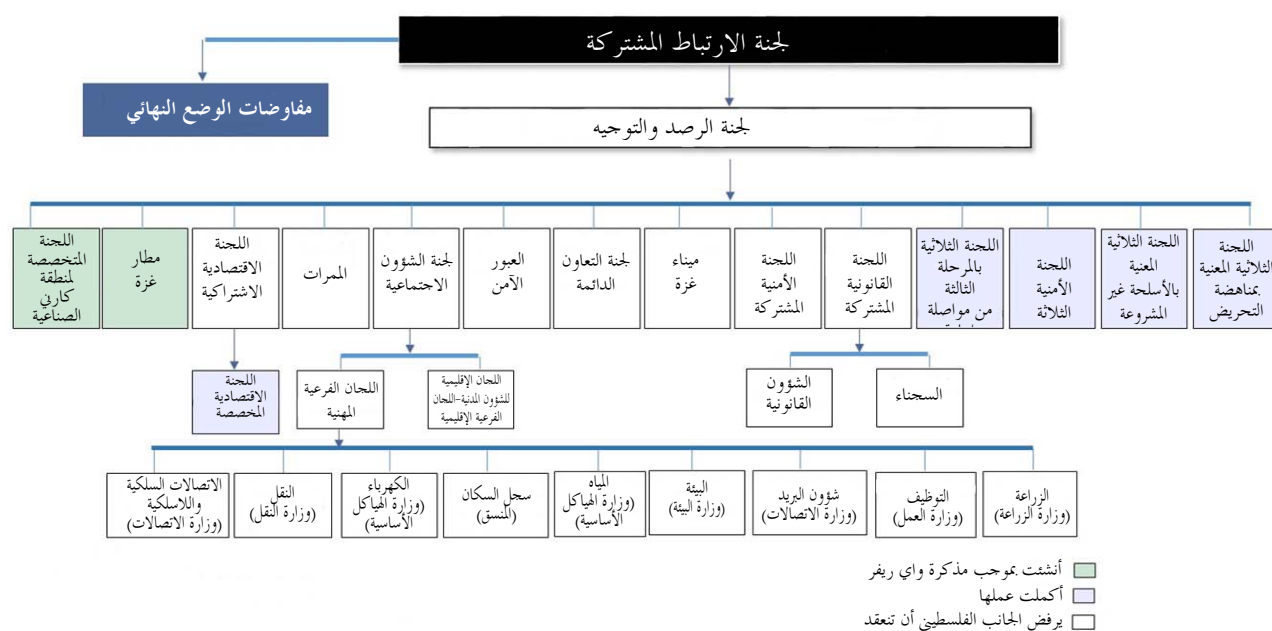 لجنة الارتباط المشتركة
مفاوضات الوضع النهائي
لجنة الرصد والتوجيه
اللجنة
الثلاثية المعنية
بمناهضة
التحريض
اللجنة الثلاثية
المعنية
بالأسلحة غير
المشروعة
اللجنة
الأمنية
الثلاثة
اللجنة الثلاثية
بالمرحلة
الثالثة
من مواصلة
اللجنة
القانونية
المشتركة
اللجنة
الأمنية
المشتركة
ميناء
غزة
لجنة التعاون
الدائمة
العبور
الآمن
لجنة الشؤون
الاجتماعية
الممرات
اللجنة
الاقتصادية
الاشتراكية
مطار
غزة
اللجنة
المتخصصة
لمنطقة
كارني
الصناعية
السجناء
الشؤون
القانونية
اللجان الإقليمية
للشؤون المدنية-اللجان
الفرعية الإقليمية
اللجان الفرعية
المهنية
اللجنة
الاقتصادية
المخصصة
الزراعة
(وزارة الزراعة)
التوظيف
(وزارة العمل)
شؤون البريد
(وزارة الاتصالات)
البيئة
(وزارة البيئة)
المياه
(وزارة الهياكل
الأساسية)
سجل السكان
(المنسق)
الكهرباء
(وزارة الهياكل
الأساسية)
النقل
(وزارة النقل)
الاتصالات السلكية
واللاسلكية
(وزارة الاتصالات)
أنشئت بموجب مذكرة واي ريفر
أكملت عملها
يرفض الجانب الفلسطيني أن تنعقد